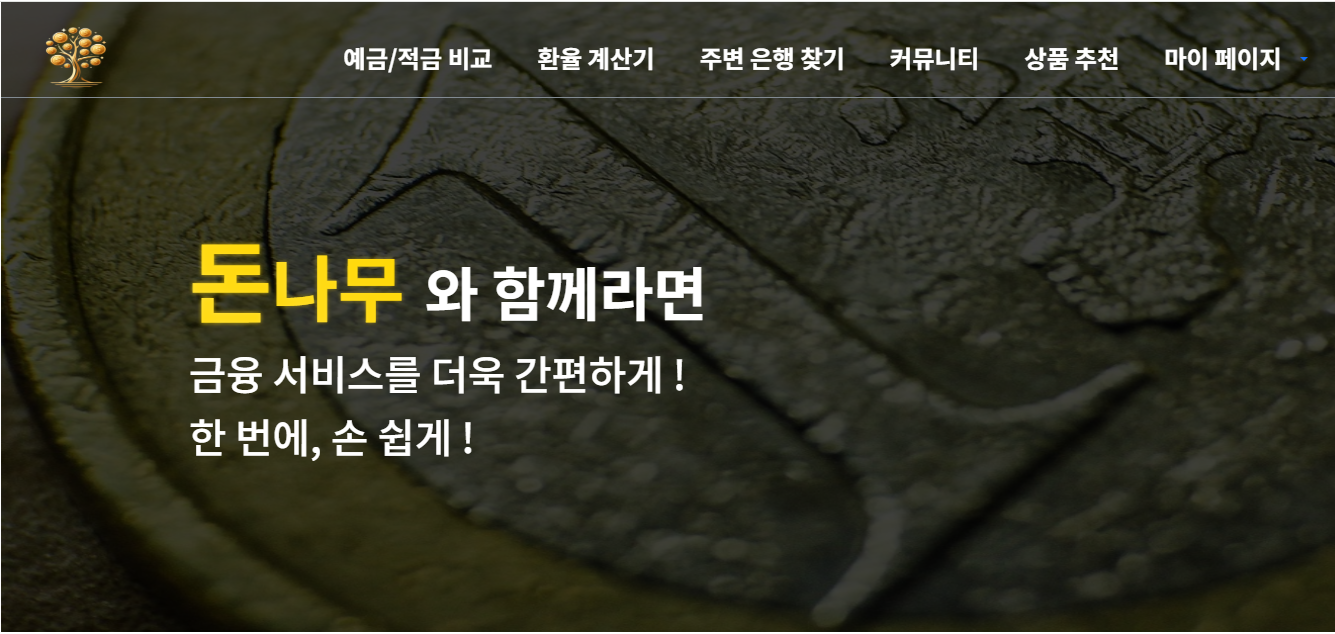 예금/적금 비교 환율 계산기 주변 은행 찾기 커뮤니티 상품 추천 마이 페이지
돈나무 와 함께라면
금융 서비스를 더욱 간편하게 !
한 번에, 손 쉽게 !